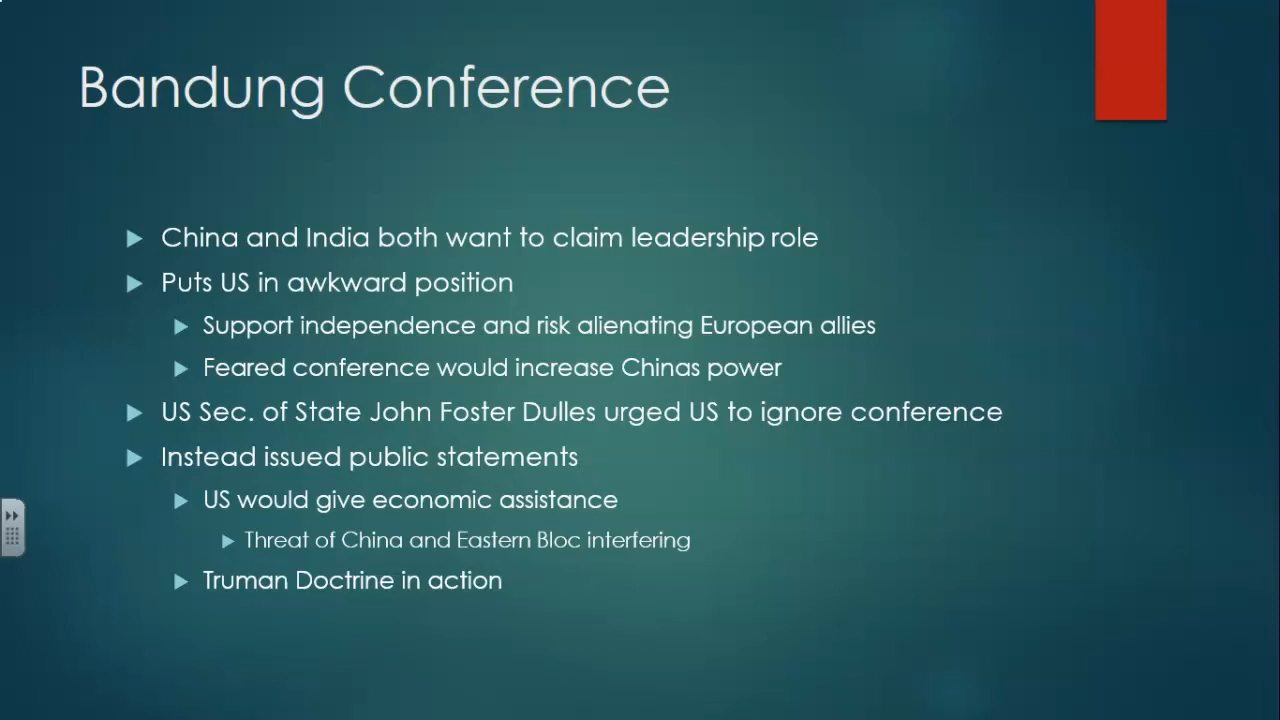 Bandung Conference
China and India both want to claim leadership role
Puts US in awkward position
Support independence and risk alienating European allies
Feared conference would increase Chinas power
US Sec. of State John Foster Dulles urged US to ignore conference
Instead issued public statements
US would give economic assistance
Threat of China and Eastern Bloc interfering
Truman Doctrine in action